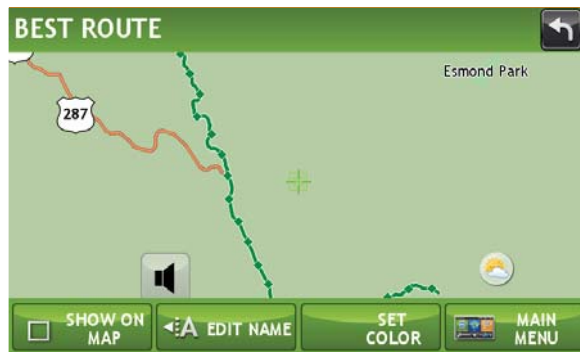 BEST ROUTE
Esmond Park
287
SHOW ON
MAP
A EDIT NAME
SET
COLOR
MAIN
MENU